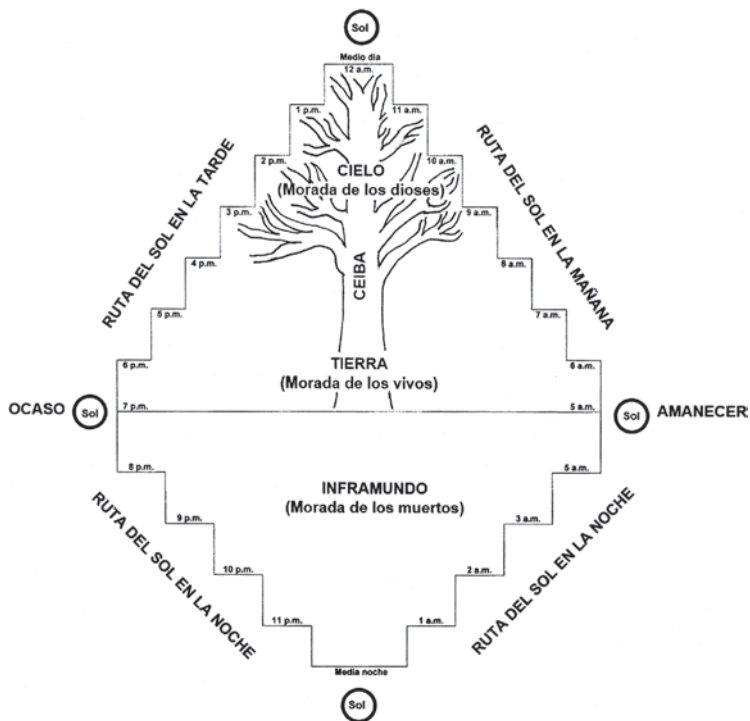 Sol
Medio dia
12 a.m.
1 p.m.
11 a.m.
2 p.m.
10 a.m.
CIELO
(Morada de los dioses)
3 p.m.
9 a.m.
RUTA DEL SOL EN LA TARDE
RUTA DEL SOL EN LA MAÑANA
CEIBA
4 p.m.
8 a.m.
5 p.m.
7 a.m.
TIERRA
(Morada de los vivos)
6 p.m.
6 a.m.
OCASO
Sol
7 p.m.
5 a.m.
Sol
AMANECER
8 p.m.
5 a.m.
INFRAMUNDO
(Morada de los muertos)
RUTA DEL SOL EN LA NOCHE
RUTA DEL SOL EN LA NOCHE
9 p.m.
3 a.m.
10 p.m.
2 a.m.
11 p.m.
1 a.m.
Media noche
Sol